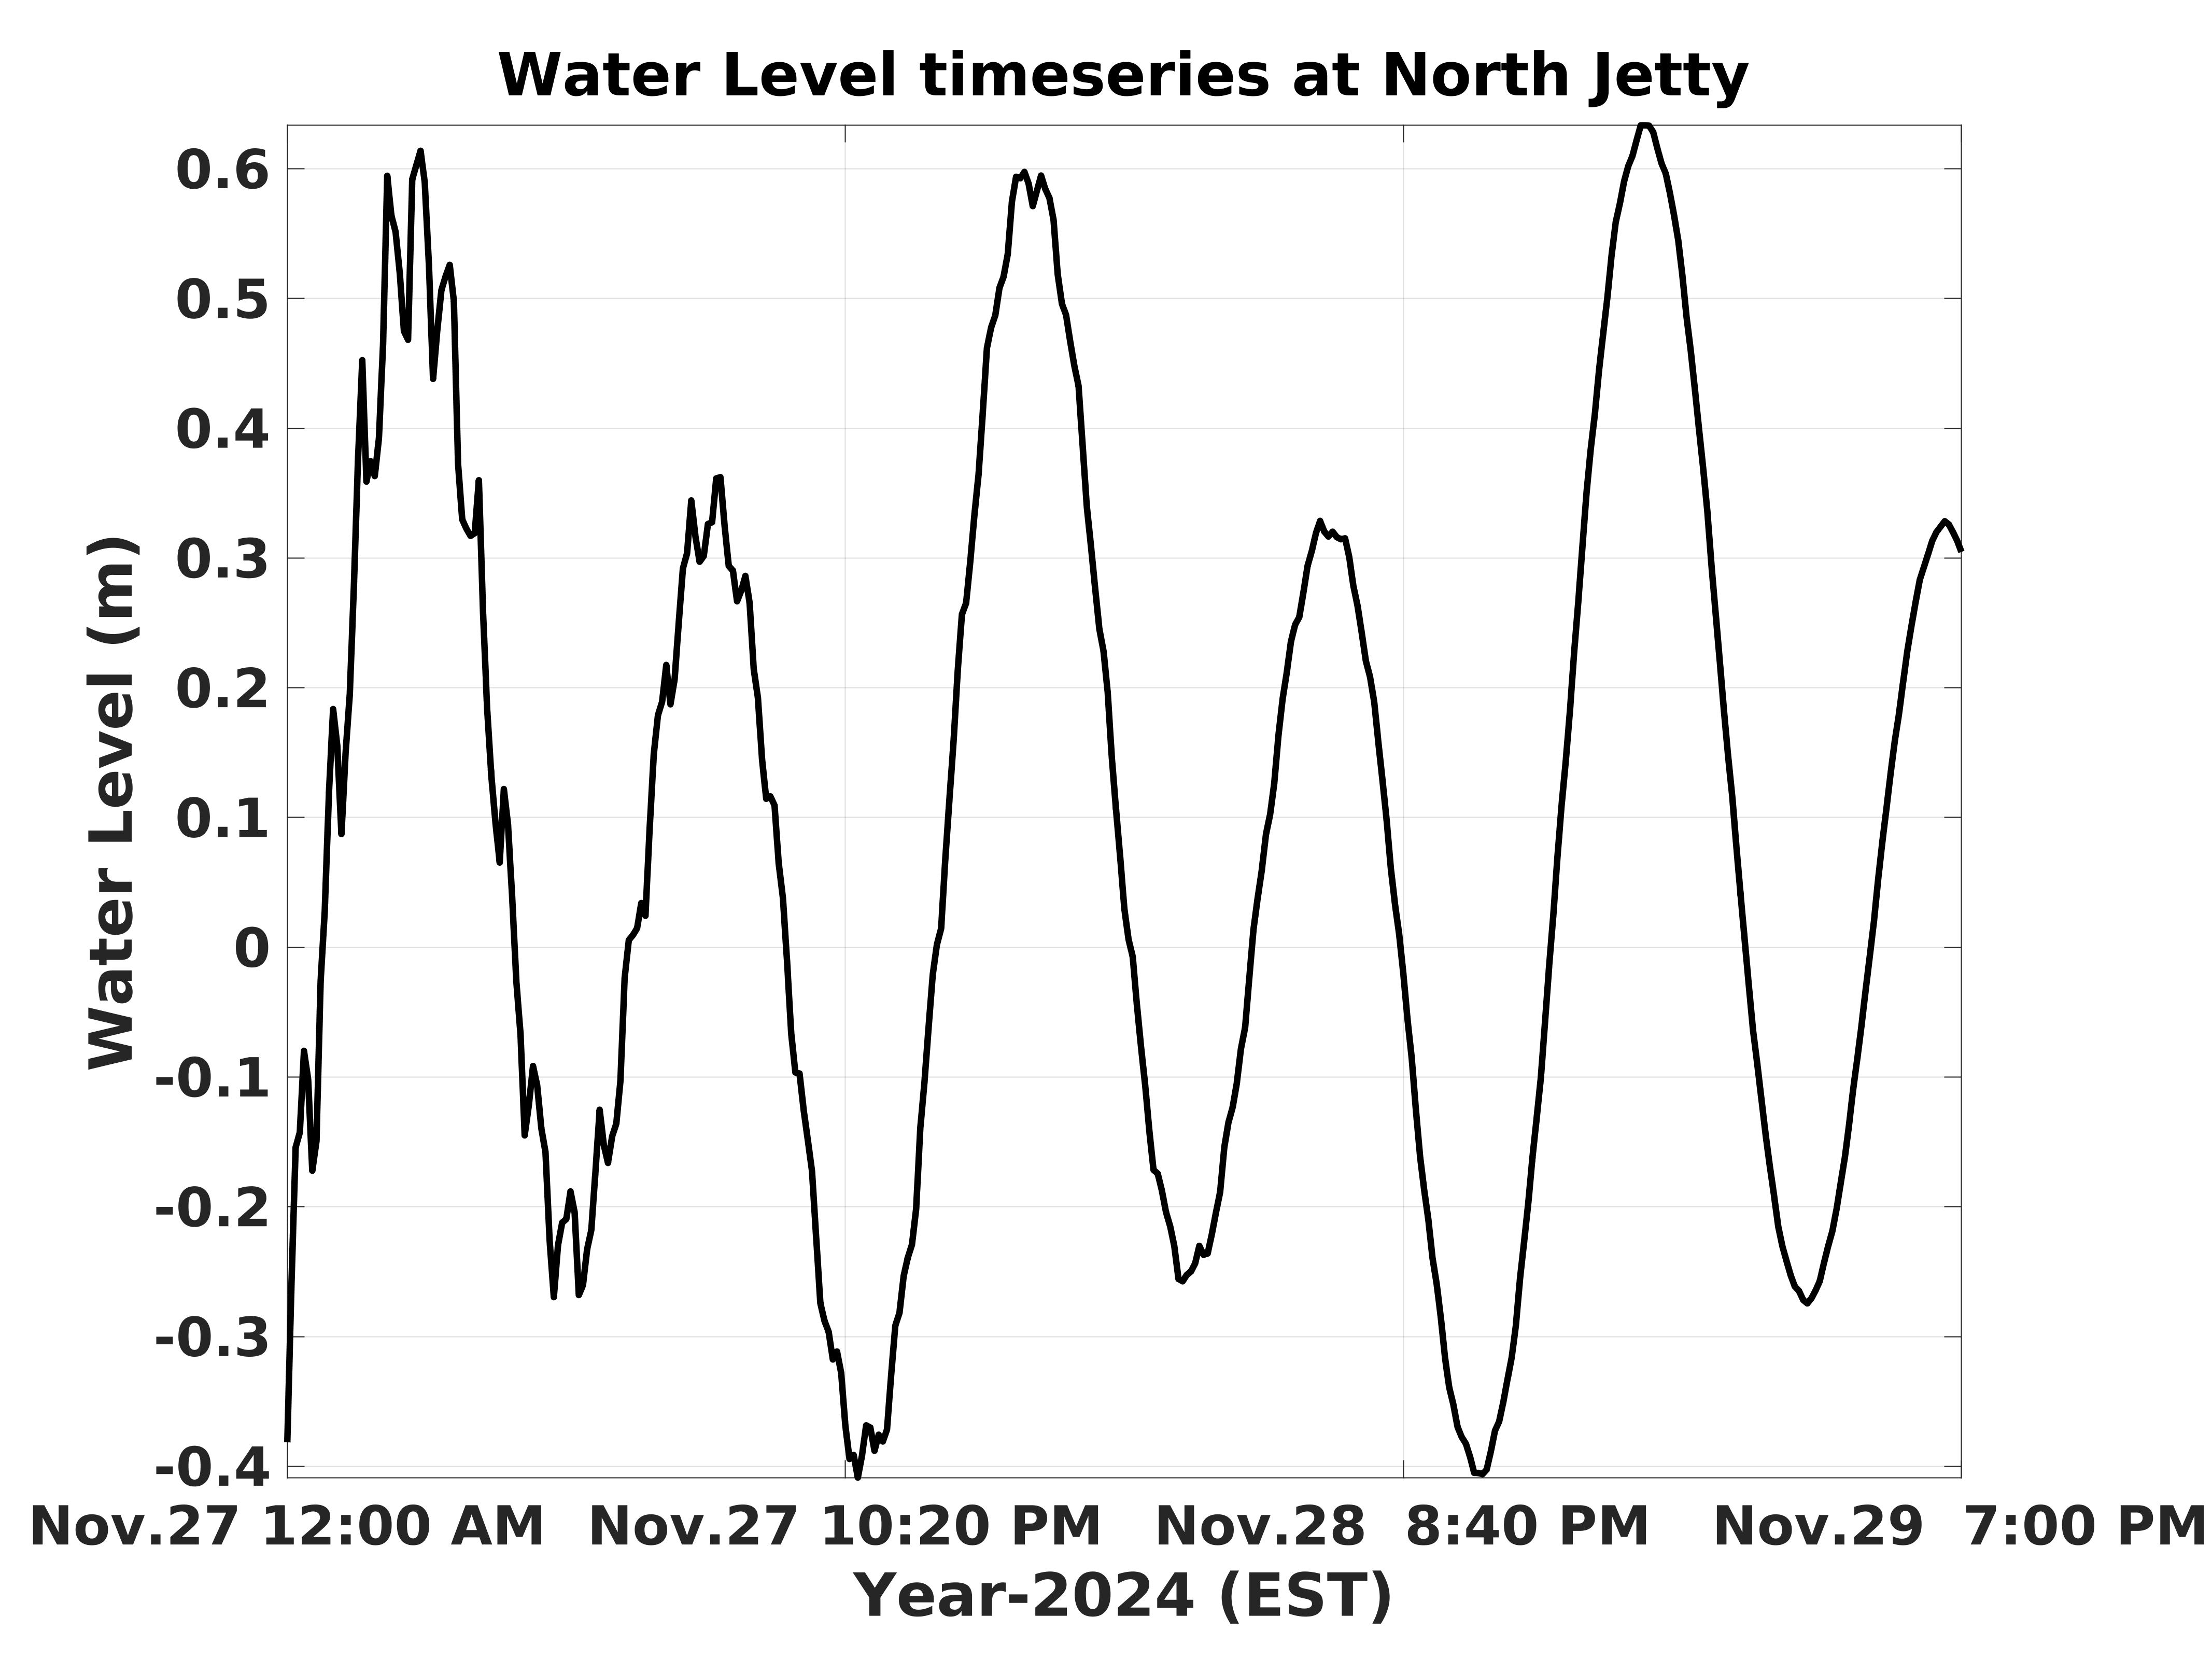 Water Level timeseries at North Jetty
0.6
0.5
0.4
0.3
0.2
0.1
0
-0.1
-0.2
-0.3
-0.4
Water Level (m)
Nov.27 12:00 AM Nov.27 10:20 PM Nov.28 8:40 PM Nov.29 7:00 PM
Year-2024 (EST)